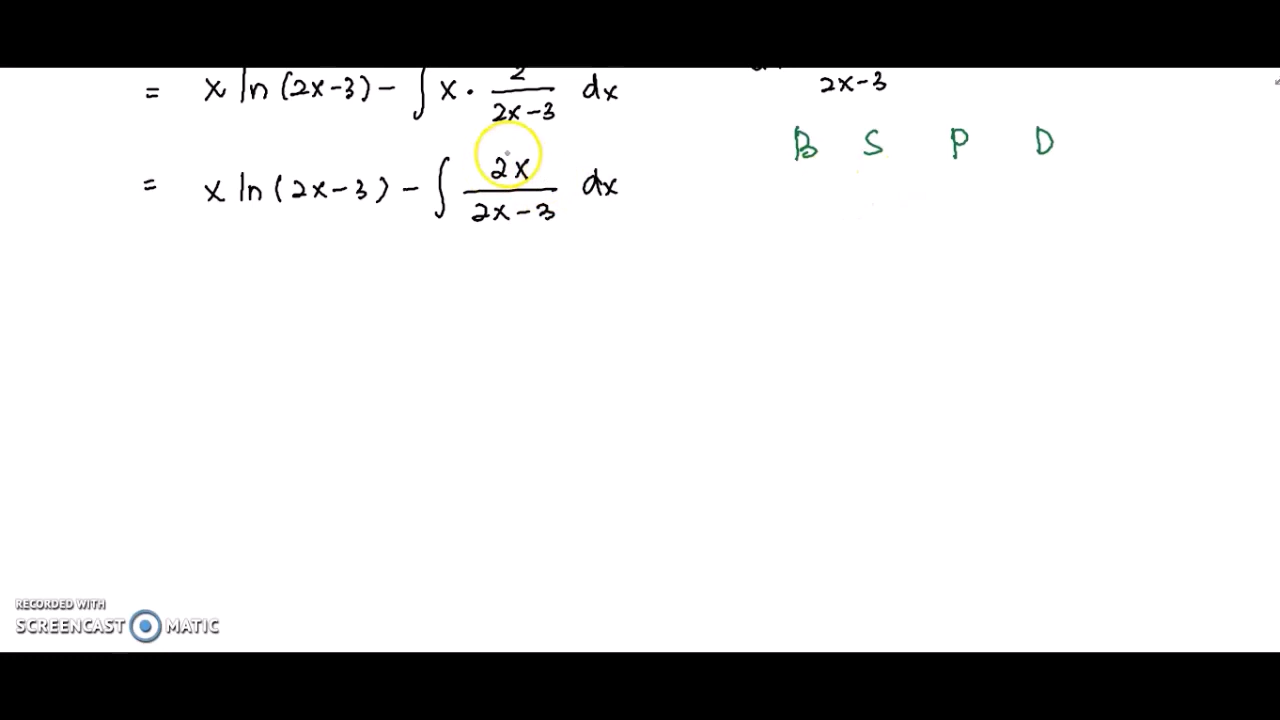 = x ln (2x-3) - ∫ x · 2/(2x-3) dx
2x-3
B S P D
= x ln (2x-3) - ∫ 2x/(2x-3) dx
RECORDED WITH
SCREENCAST MATIC